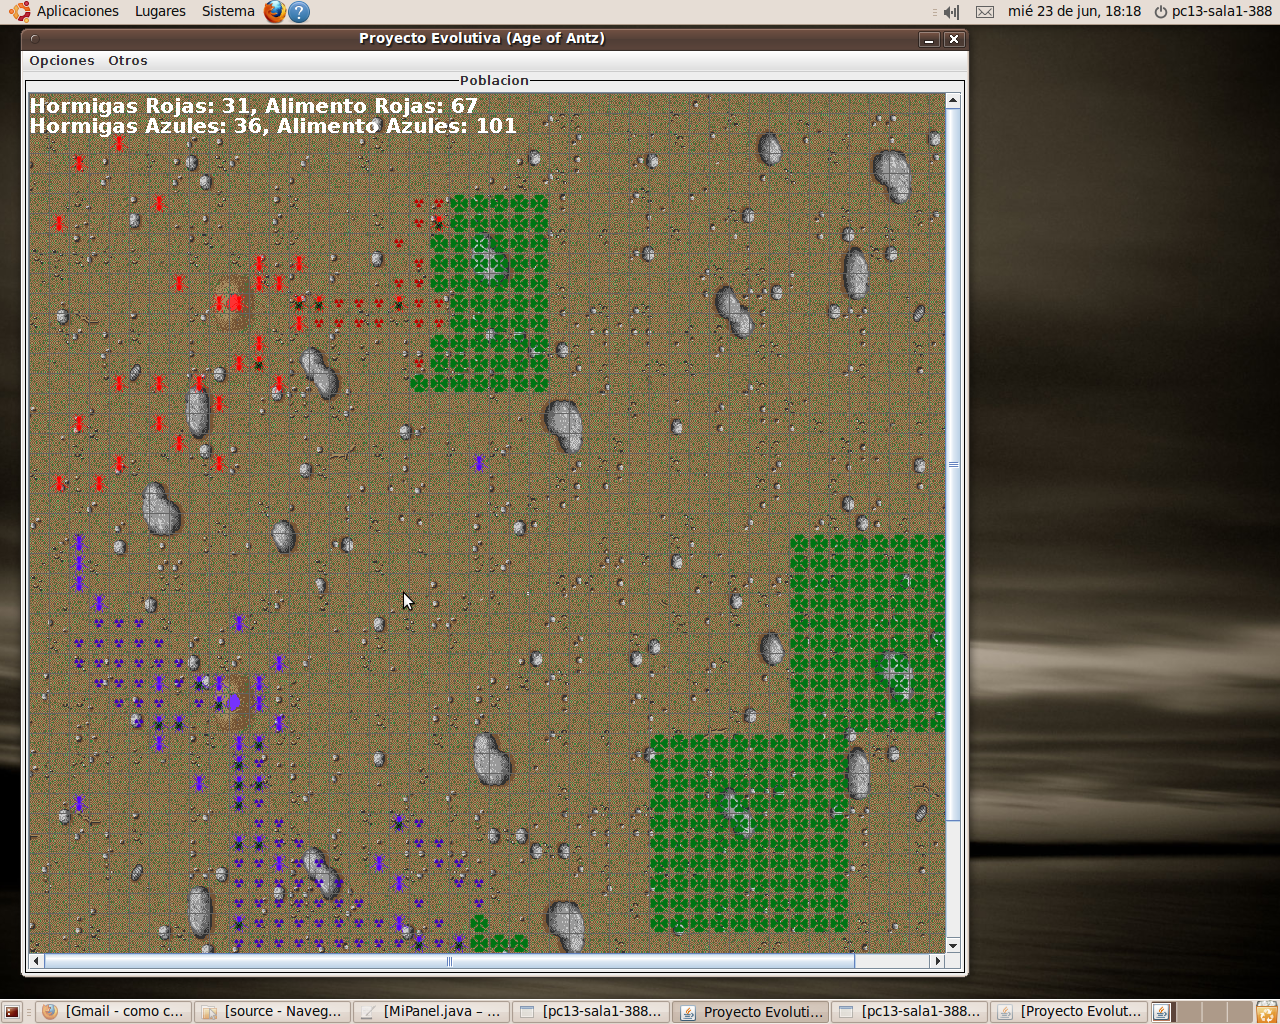 Aplicaciones Lugares Sistema ? mié 23 de jun, 18:18 pc13-sala1-388
Proyecto Evolutiva (Age of Antz)
Opciones Otros
Poblacion
Hormigas Rojas: 31, Alimento Rojas: 67
Hormigas Azules: 36, Alimento Azules: 101
[Gmail - como c... [source - Naveg... [MiPanel.java – ... [pc13-sala1-388... Proyecto Evoluti... [pc13-sala1-388... [Proyecto Evolut...